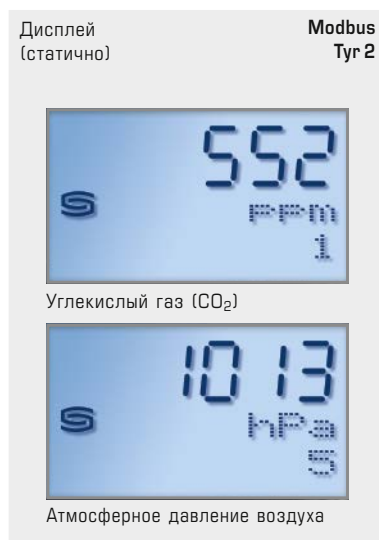 Дисплей
(статично)
Modbus
Tyr 2
552
ppm
1
Углекислый газ (CO₂)
1013
hPa
5
Атмосферное давление воздуха